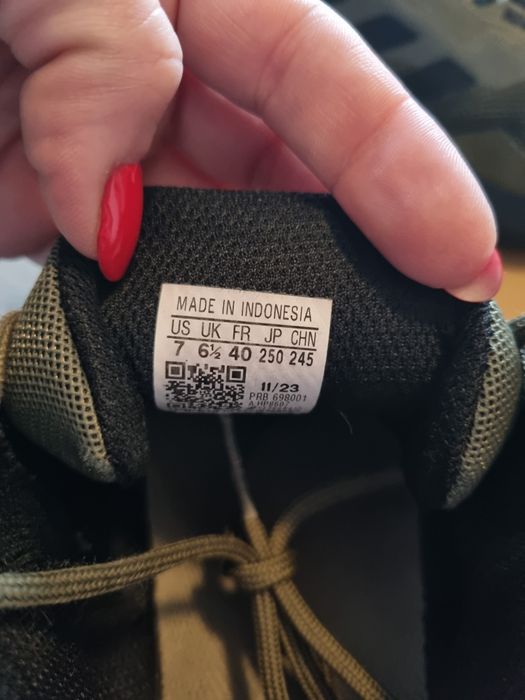 MADE IN INDONESIA
US UK FR JP CHN
7 6½ 40 250 245
11/23
PRB 698001